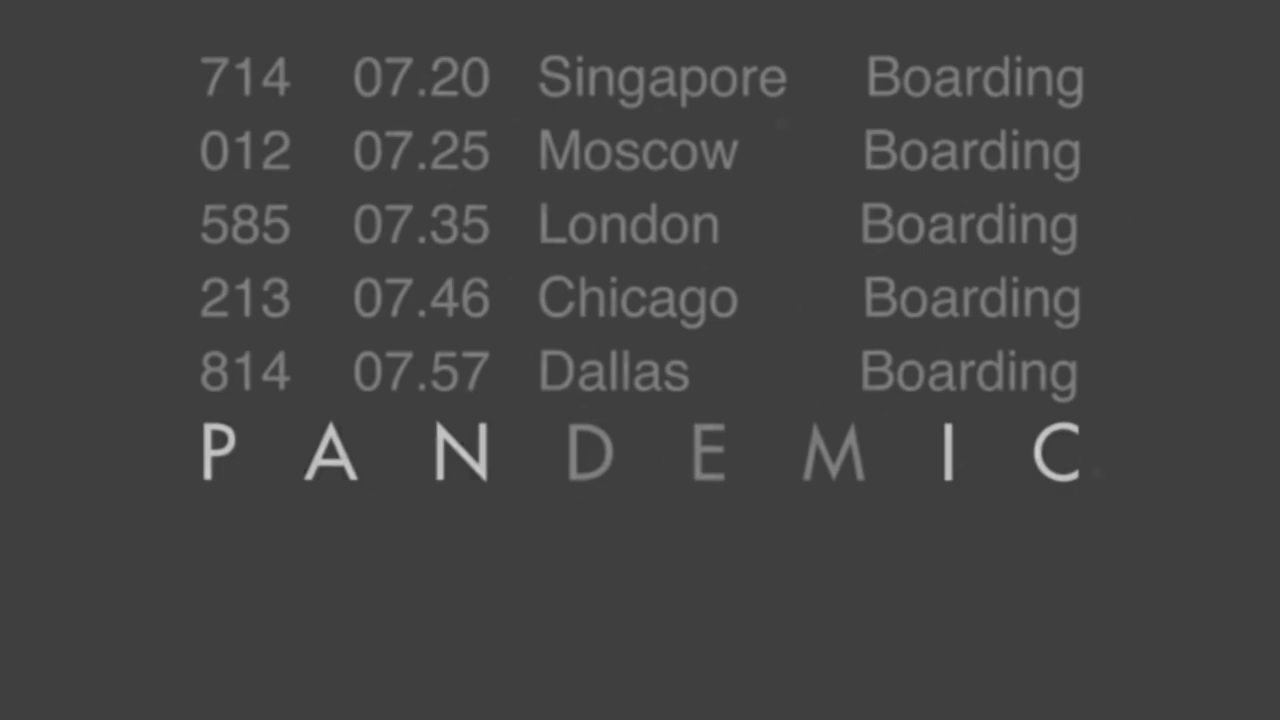 714 07.20 Singapore Boarding
012 07.25 Moscow Boarding
585 07.35 London Boarding
213 07.46 Chicago Boarding
814 07.57 Dallas Boarding
PANDEMIC